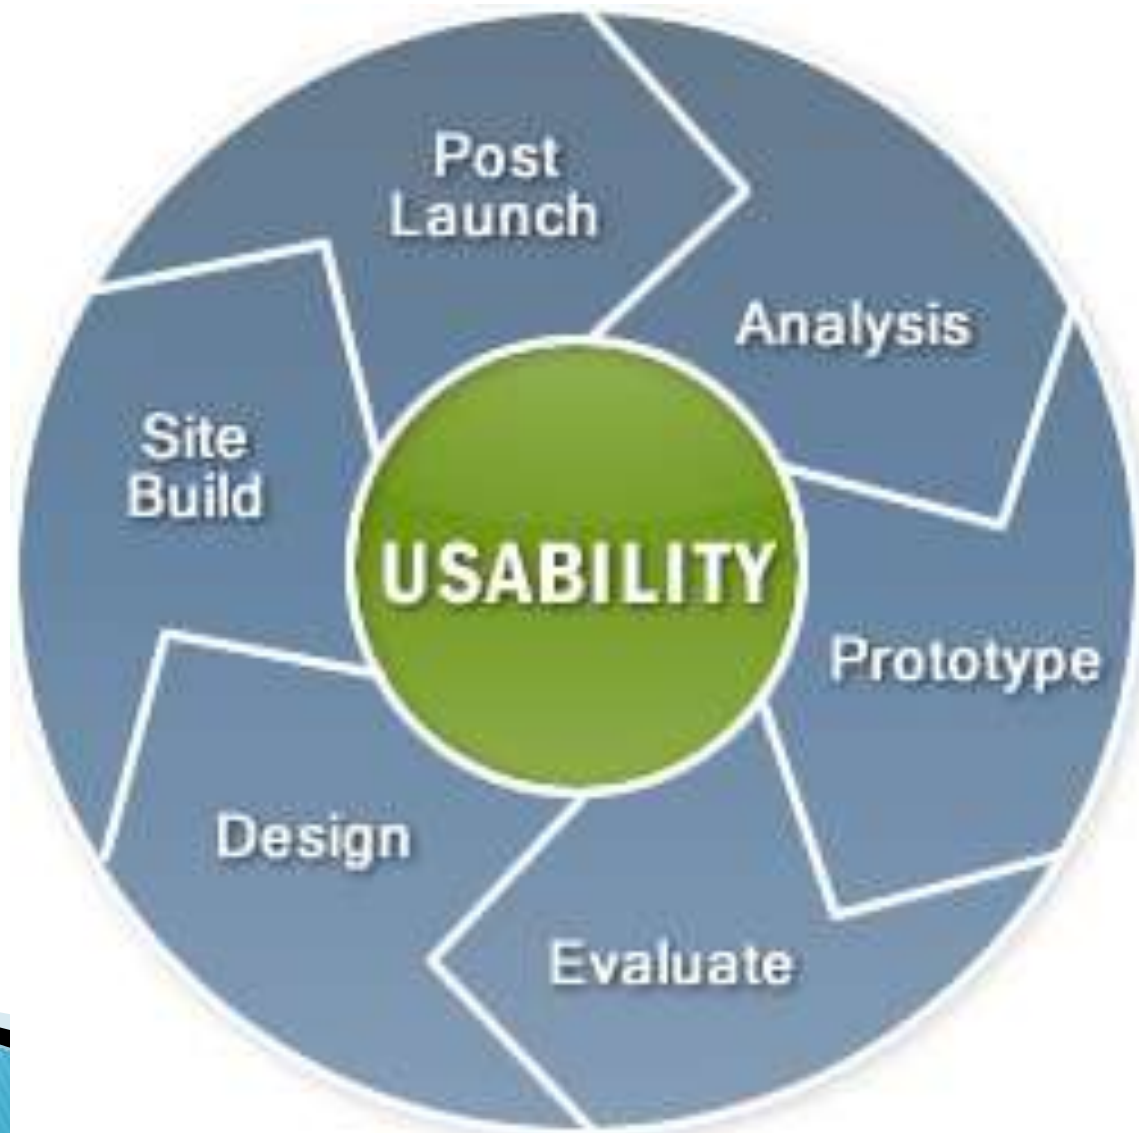 Post
Launch
Analysis
Site
Build
USABILITY
Prototype
Design
Evaluate